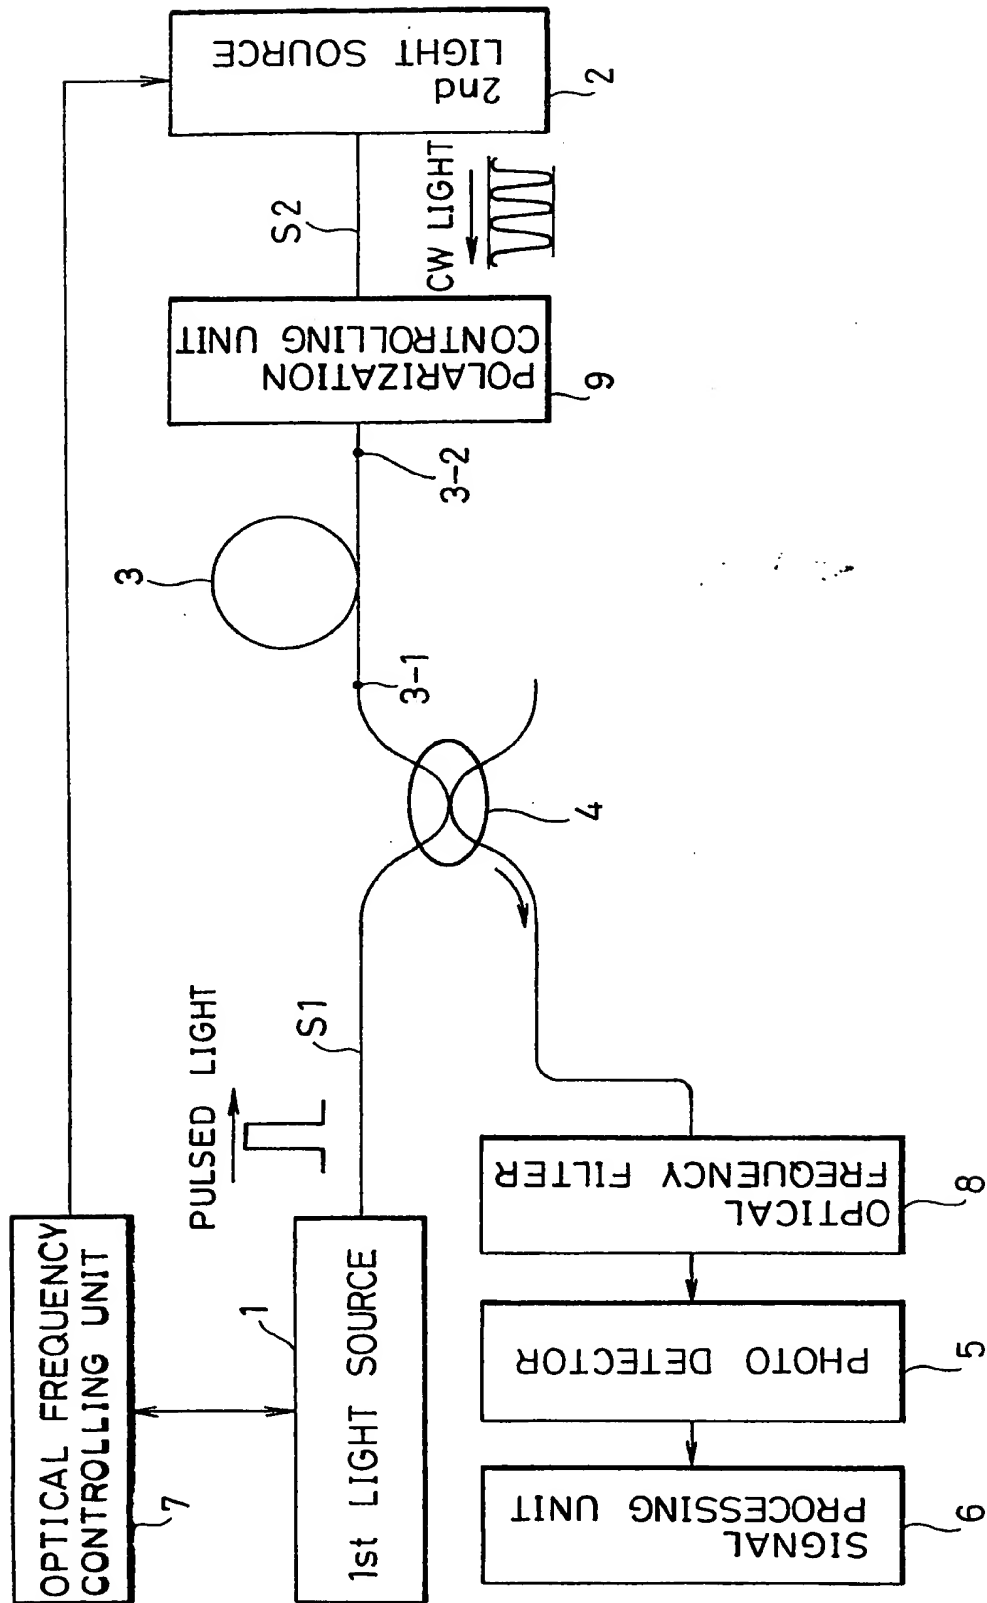 OPTICAL FREQUENCY
CONTROLLING UNIT
7
1st LIGHT SOURCE
1
PULSED LIGHT
S1
4
3-1
3
3-2
POLARIZATION
CONTROLLING UNIT
9
S2
CW LIGHT
2nd
LIGHT SOURCE
2
OPTICAL
FREQUENCY FILTER
8
PHOTO DETECTOR
5
SIGNAL
PROCESSING UNIT
6